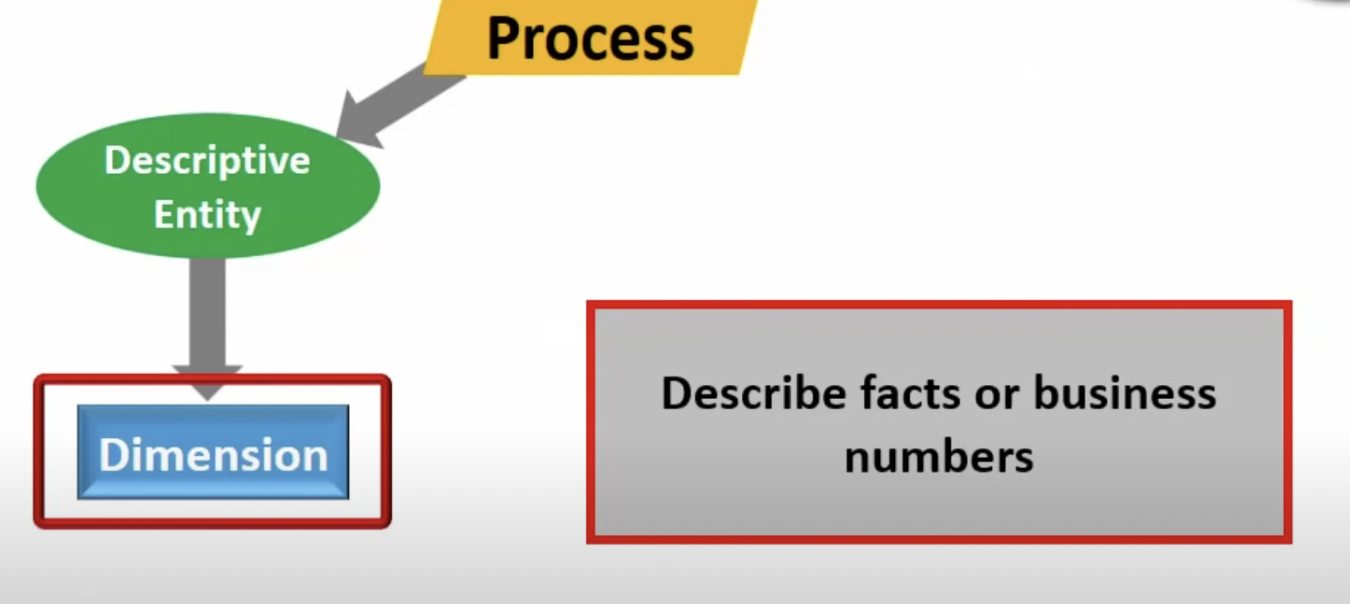 Process
Descriptive
Entity
Dimension
Describe facts or business
numbers